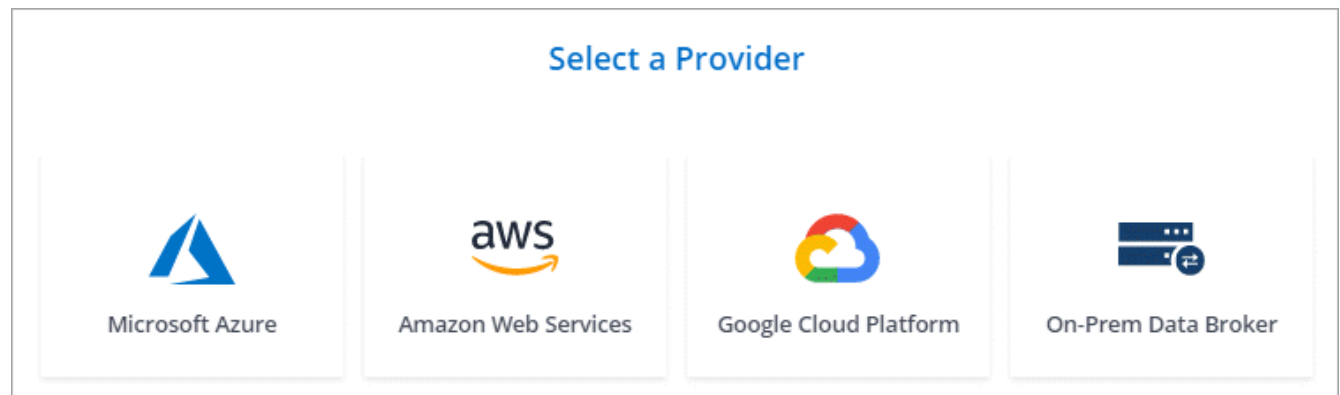 Select a Provider
aws
Microsoft Azure
Amazon Web Services
Google Cloud Platform
On-Prem Data Broker